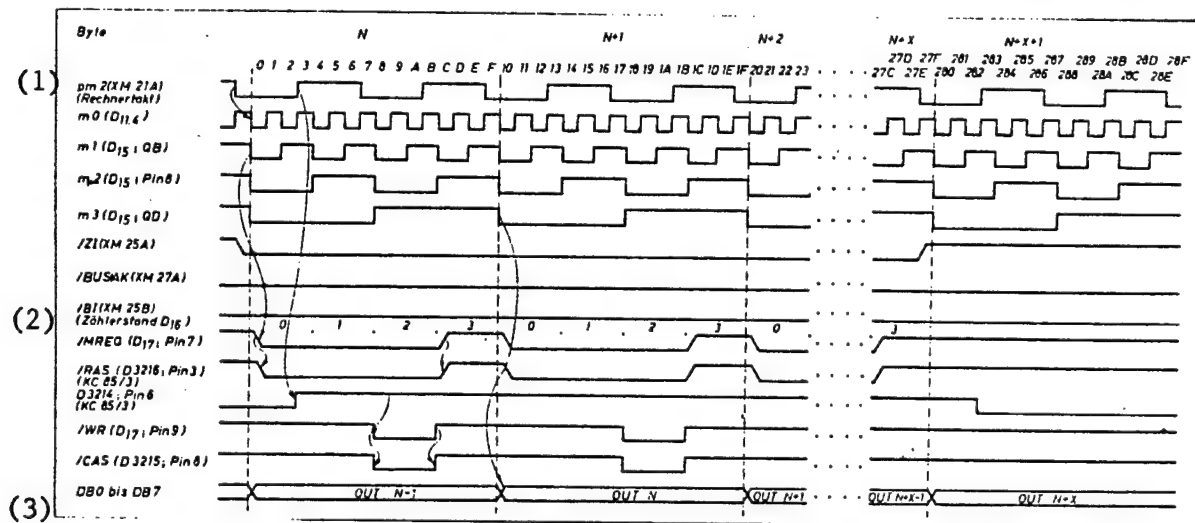 Byte N N+1 N+2 N+X N+X+1
0 1 2 3 4 5 6 7 8 9 A B C D E F 10 11 12 13 14 15 16 17 18 19 1A 1B 1C 1D 1E 1F 20 21 22 23
27D 27F 281 283 285 287 289 28B 28D 28F
27C 27E 280 282 284 286 288 28A 28C 28E
(1) pm2(XM 21A)
(Rechnertakt)
m0 (D11.4)
m1 (D15; QB)
m2 (D15; Pin8)
m3 (D15; QD)
/ZI(XM 25A)
/BUSAK(XM 27A)
/BI(XM 25B)
(2) (Zählerstand D16) 0 1 2 3 0 1 2 3 0 3
/MREQ (D17; Pin7)
/RAS (D3216; Pin3)
(KC 85/3)
D3214; Pin6
(KC 85/3)
/WR (D17; Pin9)
/CAS (D3215; Pin8)
(3) DB0 bis DB7 OUT N-1 OUT N OUT N+1 OUT N+X-1 OUT N+X